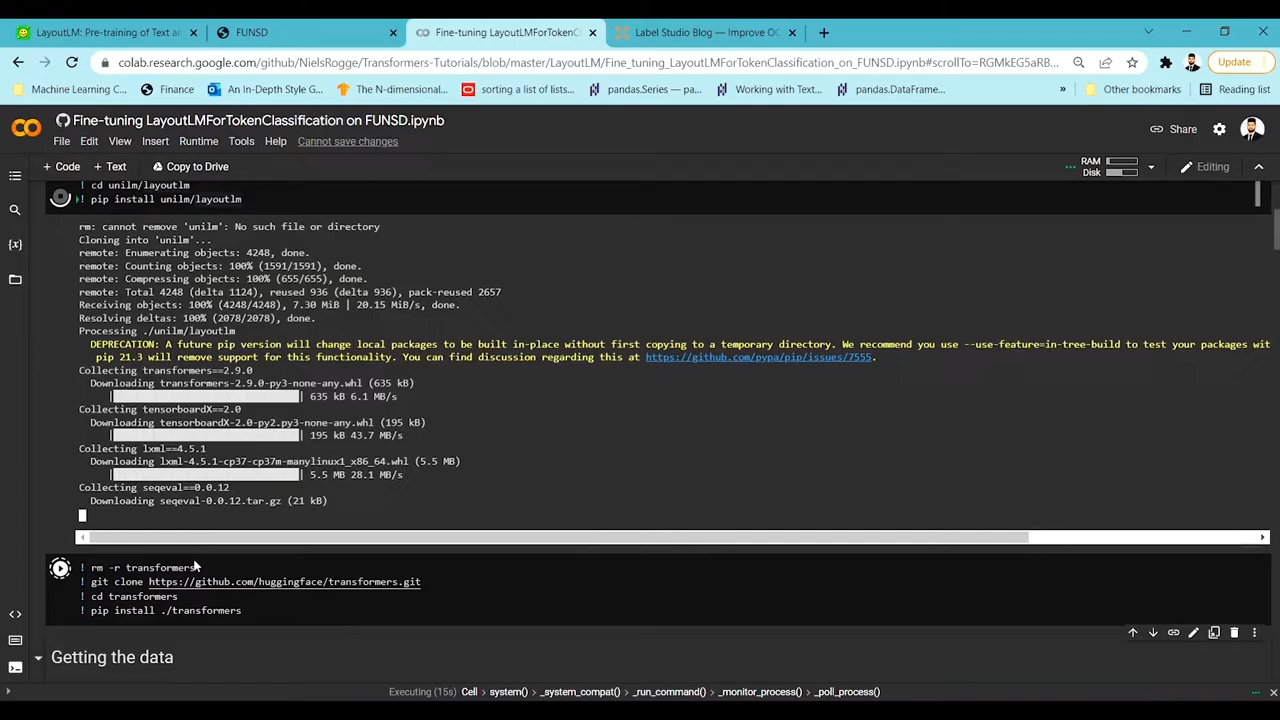 LayoutLM: Pre-training of Text a
FUNSD
Fine-tuning LayoutLMForTokenC
Label Studio Blog — Improve OC
colab.research.google.com/github/NielsRogge/Transformers-Tutorials/blob/master/LayoutLM/Fine_tuning_LayoutLMForTokenClassification_on_FUNSD.ipynb#scrollTo=RGMkEG5aRB...
Update
Machine Learning C...
Finance
An In-Depth Style G...
The N-dimensional...
sorting a list of lists...
pandas.Series — pa...
Working with Text...
pandas.DataFrame...
»
Other bookmarks
Reading list
Fine-tuning LayoutLMForTokenClassification on FUNSD.ipynb
File Edit View Insert Runtime Tools Help Cannot save changes
Share
+ Code + Text Copy to Drive
RAM
Disk
Editing
! cd unilm/layoutlm
! pip install unilm/layoutlm
rm: cannot remove 'unilm': No such file or directory
Cloning into 'unilm'...
remote: Enumerating objects: 4248, done.
remote: Counting objects: 100% (1591/1591), done.
remote: Compressing objects: 100% (655/655), done.
remote: Total 4248 (delta 1124), reused 936 (delta 936), pack-reused 2657
Receiving objects: 100% (4248/4248), 7.30 MiB | 20.15 MiB/s, done.
Resolving deltas: 100% (2078/2078), done.
Processing ./unilm/layoutlm
DEPRECATION: A future pip version will change local packages to be built in-place without first copying to a temporary directory. We recommend you use --use-feature=in-tree-build to test your packages wit
pip 21.3 will remove support for this functionality. You can find discussion regarding this at https://github.com/pypa/pip/issues/7555.
Collecting transformers==2.9.0
Downloading transformers-2.9.0-py3-none-any.whl (635 kB)
| | 635 kB 6.1 MB/s
Collecting tensorboardX==2.0
Downloading tensorboardX-2.0-py2.py3-none-any.whl (195 kB)
| | 195 kB 43.7 MB/s
Collecting lxml==4.5.1
Downloading lxml-4.5.1-cp37-cp37m-manylinux1_x86_64.whl (5.5 MB)
| | 5.5 MB 28.1 MB/s
Collecting seqeval==0.0.12
Downloading seqeval-0.0.12.tar.gz (21 kB)
! rm -r transformers
! git clone https://github.com/huggingface/transformers.git
! cd transformers
! pip install ./transformers
Getting the data
Executing (15s) Cell > system() > _system_compat() > _run_command() > _monitor_process() > _poll_process()